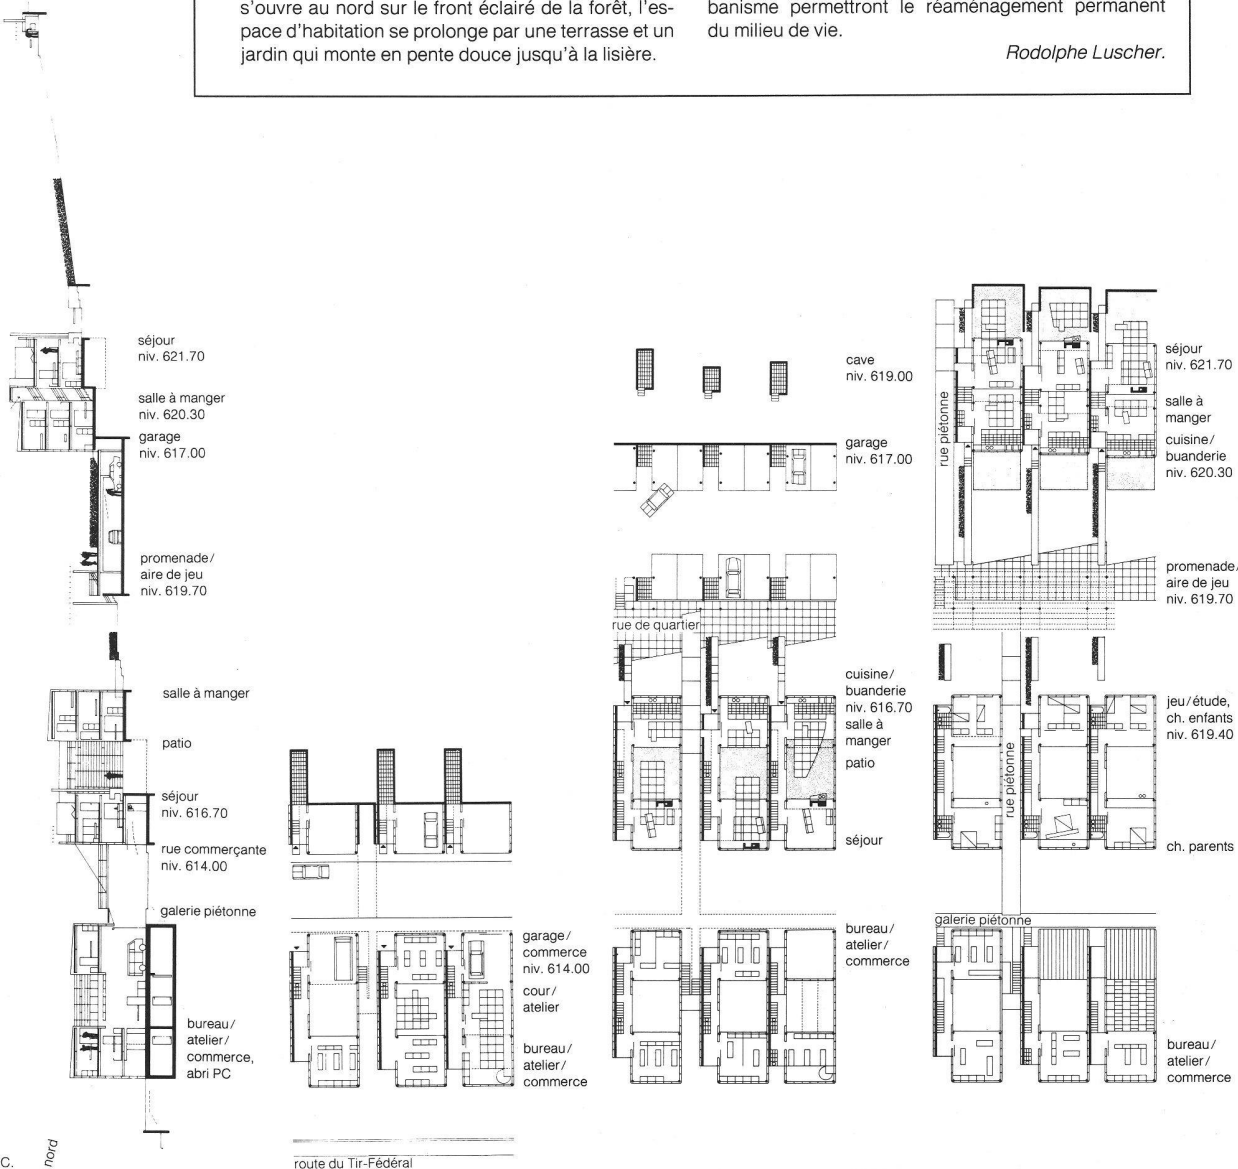 s'ouvre au nord sur le front éclairé de la forêt, l'es-
pace d'habitation se prolonge par une terrasse et un
jardin qui monte en pente douce jusqu'à la lisière.
banisme permettront le réaménagement permanent
du milieu de vie.
Rodolphe Luscher.
séjour
niv. 621.70
salle à manger
niv. 620.30
garage
niv. 617.00
promenade/
aire de jeu
niv. 619.70
salle à manger
patio
séjour
niv. 616.70
rue commerçante
niv. 614.00
galerie piétonne
bureau/
atelier/
commerce,
abri PC
C.
nord
garage/
commerce
niv. 614.00
cour/
atelier
bureau/
atelier/
commerce
route du Tir-Fédéral
cave
niv. 619.00
garage
niv. 617.00
rue de quartier
cuisine/
buanderie
niv. 616.70
salle à
manger
patio
séjour
bureau/
atelier/
commerce
rue piétonne
séjour
niv. 621.70
salle à
manger
cuisine/
buanderie
niv. 620.30
promenade/
aire de jeu
niv. 619.70
rue piétonne
jeu/étude,
ch. enfants
niv. 619.40
ch. parents
galerie piétonne
bureau/
atelier/
commerce